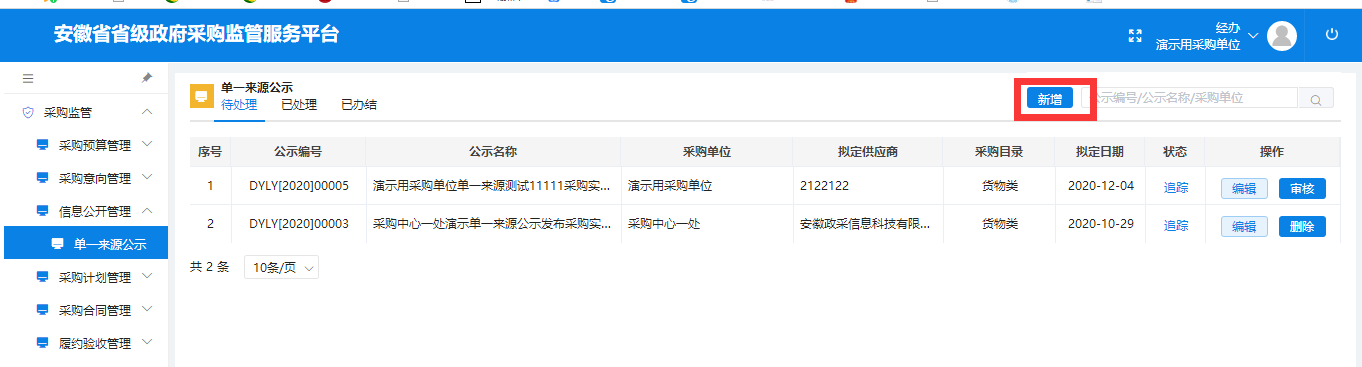 安徽省省级政府采购监管服务平台
经办
演示用采购单位
采购监管
采购预算管理
采购意向管理
信息公开管理
单一来源公示
采购计划管理
采购合同管理
履约验收管理
单一来源公示
待处理 已处理 已办结
新增 公示编号/公示名称/采购单位
序号 公示编号 公示名称 采购单位 拟定供应商 采购目录 拟定日期 状态 操作
1 DYLY[2020]00005 演示用采购单位单一来源测试11111采购实... 演示用采购单位 2122122 货物类 2020-12-04 追踪 编辑 审核
2 DYLY[2020]00003 采购中心一处演示单一来源公示发布采购实... 采购中心一处 安徽政采信息科技有限... 货物类 2020-10-29 追踪 编辑 删除
共 2 条 10条/页